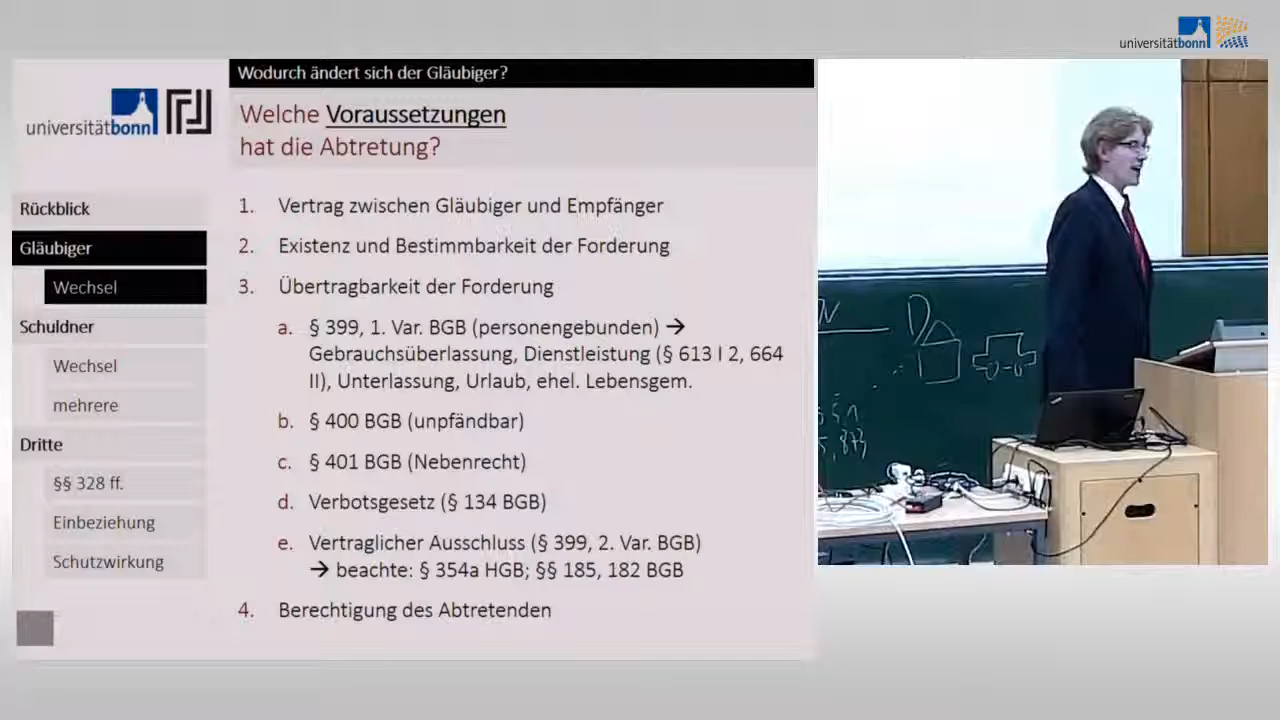 universitätbonn
Wodurch ändert sich der Gläubiger?
universitätbonn
Welche Voraussetzungen
hat die Abtretung?
Rückblick
Gläubiger
Wechsel
Schuldner
Wechsel
mehrere
Dritte
§§ 328 ff.
Einbeziehung
Schutzwirkung
1. Vertrag zwischen Gläubiger und Empfänger
2. Existenz und Bestimmbarkeit der Forderung
3. Übertragbarkeit der Forderung
a. § 399, 1. Var. BGB (personengebunden) →
Gebrauchsüberlassung, Dienstleistung (§ 613 I 2, 664
II), Unterlassung, Urlaub, ehel. Lebensgem.
b. § 400 BGB (unpfändbar)
c. § 401 BGB (Nebenrecht)
d. Verbotsgesetz (§ 134 BGB)
e. Vertraglicher Ausschluss (§ 399, 2. Var. BGB)
→ beachte: § 354a HGB; §§ 185, 182 BGB
4. Berechtigung des Abtretenden
D